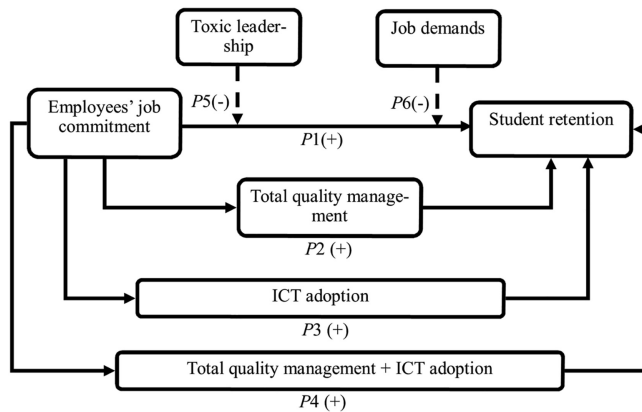 Toxic leader-
ship
Job demands
P5(-)
P6(-)
Employees' job
commitment
Student retention
P1(+)
Total quality manage-
ment
P2 (+)
ICT adoption
P3 (+)
Total quality management + ICT adoption
P4 (+)